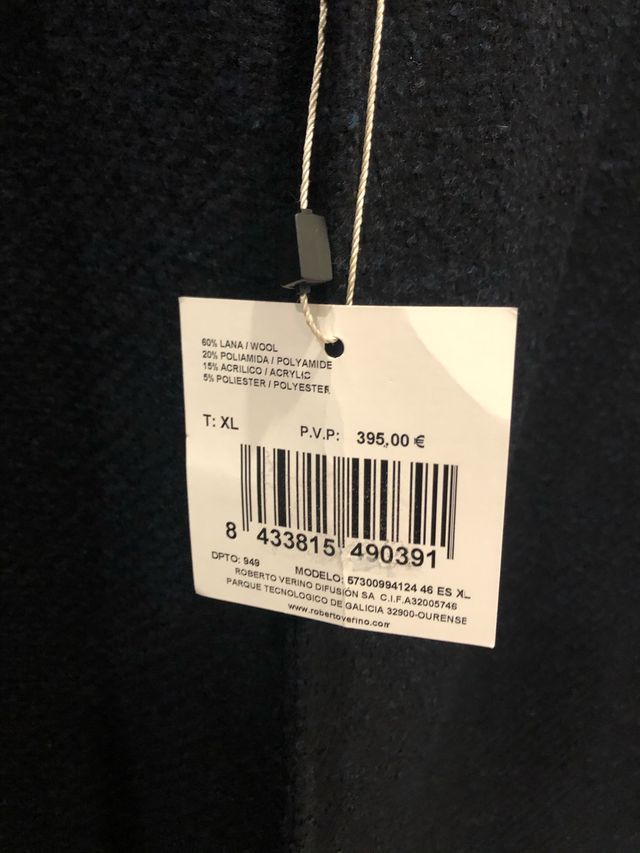 60% LANA / WOOL
20% POLIAMIDA / POLYAMIDE
15% ACRILICO / ACRYLIC
5% POLIESTER / POLYESTER
T: XL P.V.P: 395,00 €
8 433815 490391
DPTO: 949 MODELO: 57300994124 46 ES XL
ROBERTO VERINO DIFUSIÓN SA C.I.F.A32005746
PARQUE TECNOLOGICO DE GALICIA 32900-OURENSE
www.robertoverino.com